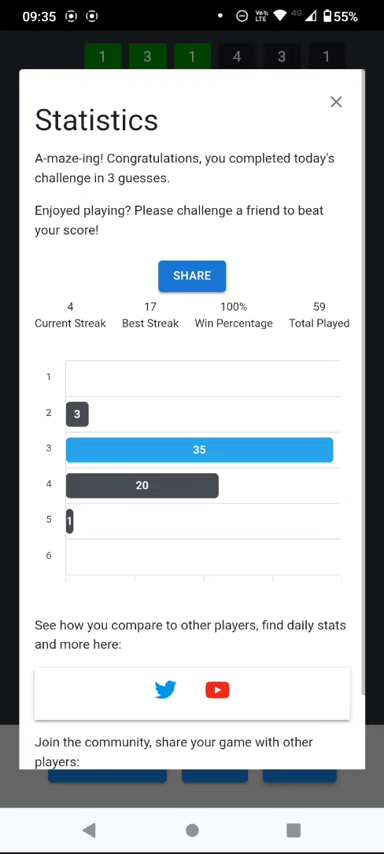 09:35 Vo) LTE 4G 55%
1 3 1 4 3 1
Statistics
A-maze-ing! Congratulations, you completed today's
challenge in 3 guesses.
Enjoyed playing? Please challenge a friend to beat
your score!
SHARE
4 17 100% 59
Current Streak Best Streak Win Percentage Total Played
1
2 3
3 35
4 20
5 1
6
See how you compare to other players, find daily stats
and more here:
Join the community, share your game with other
players: